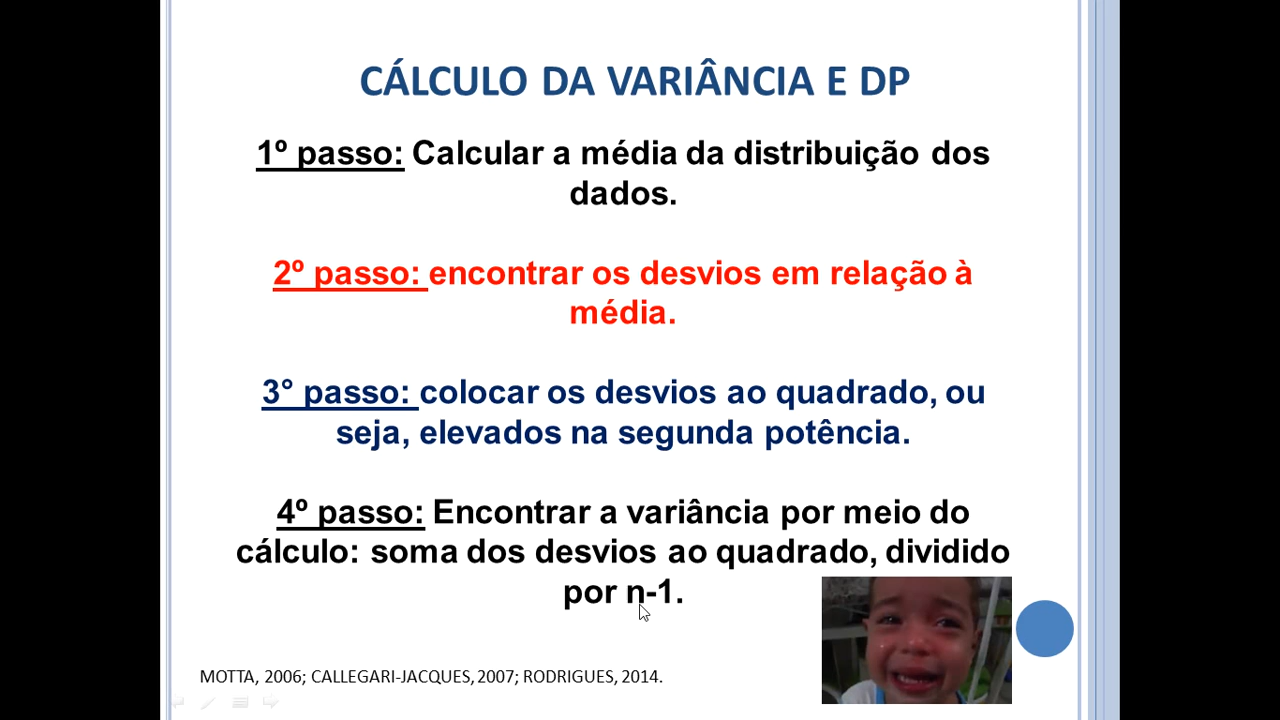 CÁLCULO DA VARIÂNCIA E DP
1º passo: Calcular a média da distribuição dos
dados.
2º passo: encontrar os desvios em relação à
média.
3° passo: colocar os desvios ao quadrado, ou
seja, elevados na segunda potência.
4º passo: Encontrar a variância por meio do
cálculo: soma dos desvios ao quadrado, dividido
por n-1.
MOTTA, 2006; CALLEGARI-JACQUES, 2007; RODRIGUES, 2014.